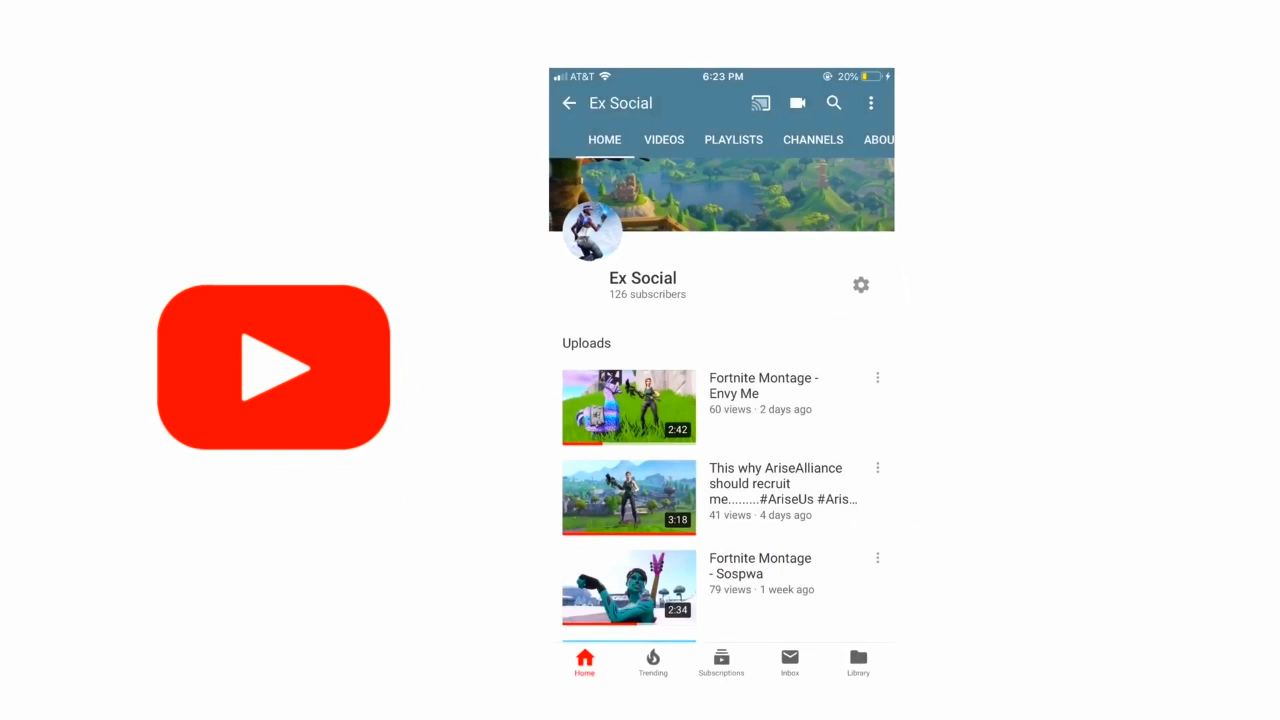 AT&T 6:23 PM 20%
Ex Social
HOME VIDEOS PLAYLISTS CHANNELS ABOU
Ex Social
126 subscribers
Uploads
Fortnite Montage -
Envy Me
60 views · 2 days ago
2:42
This why AriseAlliance
should recruit
me.........#AriseUs #Aris...
41 views · 4 days ago
3:18
Fortnite Montage
- Sospwa
79 views · 1 week ago
2:34
Home Trending Subscriptions Inbox Library